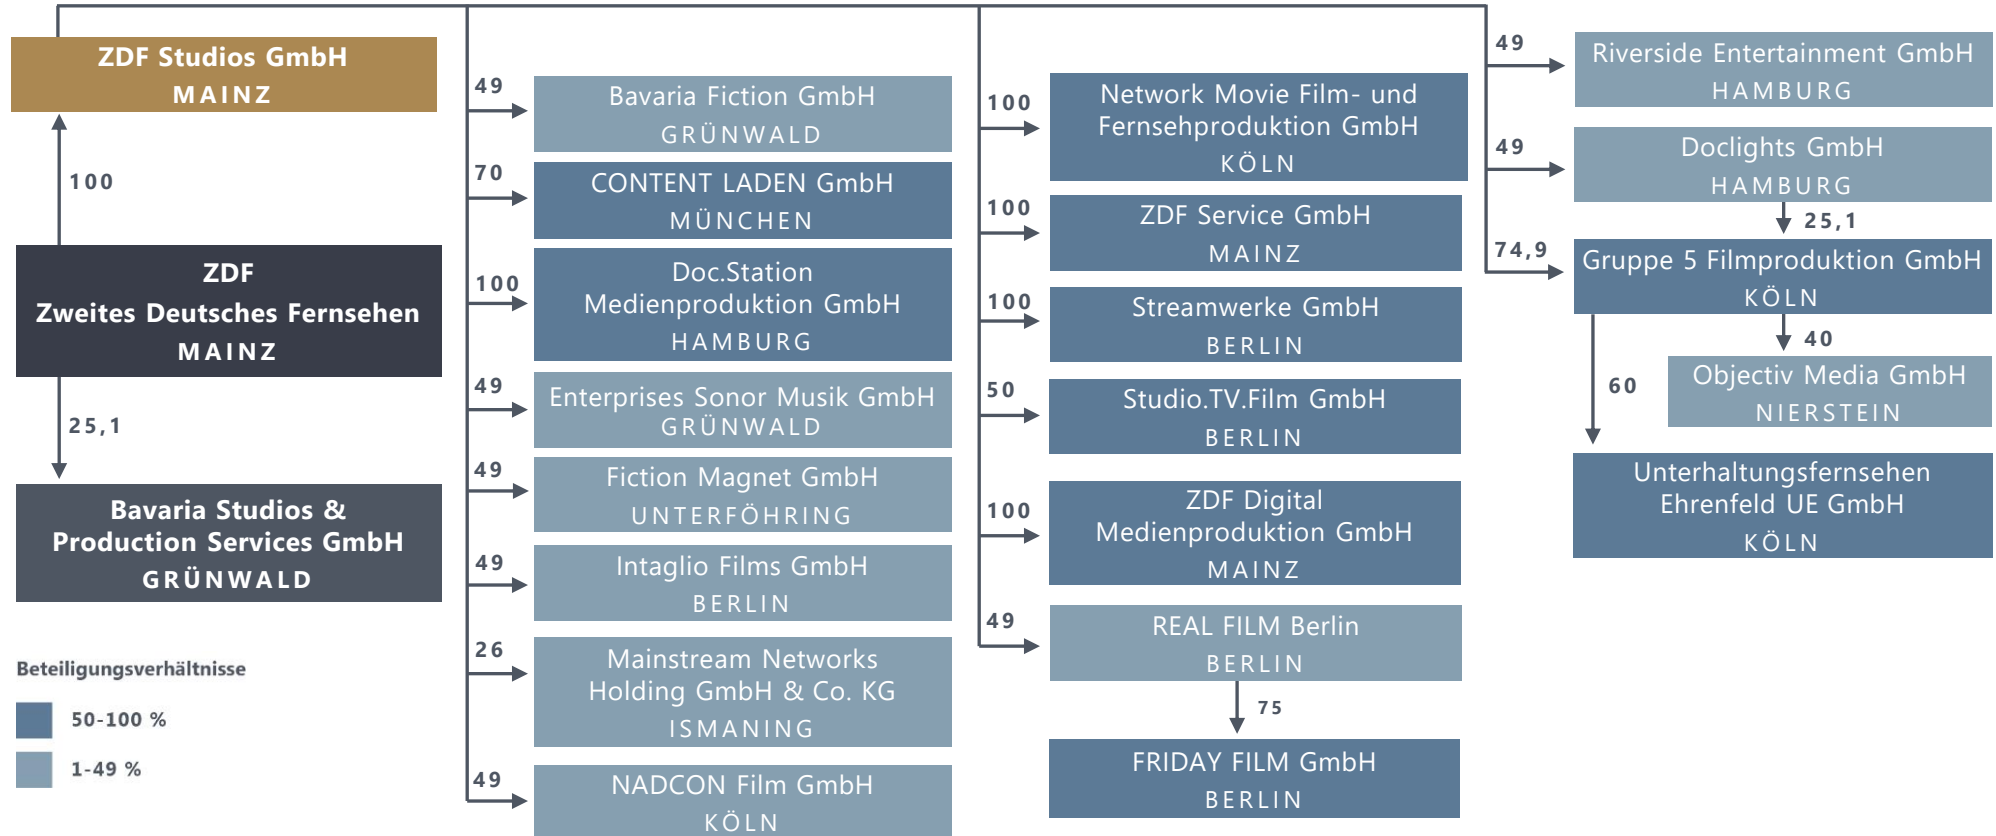 ZDF Studios GmbH
MAINZ
100
ZDF
Zweites Deutsches Fernsehen
MAINZ
25,1
Bavaria Studios &
Production Services GmbH
GRÜNWALD
Beteiligungsverhältnisse
50-100 %
1-49 %
49
Bavaria Fiction GmbH
GRÜNWALD
70
CONTENT LADEN GmbH
MÜNCHEN
100
Doc.Station
Medienproduktion GmbH
HAMBURG
49
Enterprises Sonor Musik GmbH
GRÜNWALD
49
Fiction Magnet GmbH
UNTERFÖHRING
49
Intaglio Films GmbH
BERLIN
26
Mainstream Networks
Holding GmbH & Co. KG
ISMANING
49
NADCON Film GmbH
KÖLN
100
Network Movie Film- und
Fernsehproduktion GmbH
KÖLN
100
ZDF Service GmbH
MAINZ
100
Streamwerke GmbH
BERLIN
50
Studio.TV.Film GmbH
BERLIN
100
ZDF Digital
Medienproduktion GmbH
MAINZ
49
REAL FILM Berlin
BERLIN
75
FRIDAY FILM GmbH
BERLIN
49
Riverside Entertainment GmbH
HAMBURG
49
Doclights GmbH
HAMBURG
25,1
74,9
Gruppe 5 Filmproduktion GmbH
KÖLN
40
Objectiv Media GmbH
NIERSTEIN
60
Unterhaltungsfernsehen
Ehrenfeld UE GmbH
KÖLN